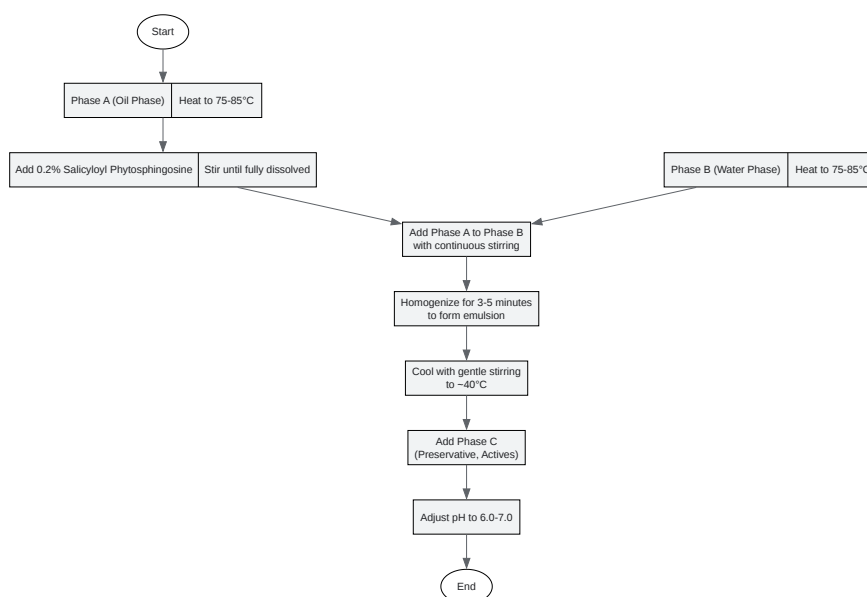 Start
Phase A (Oil Phase)
Heat to 75-85°C
Add 0.2% Salicyloyl Phytosphingosine
Stir until fully dissolved
Phase B (Water Phase)
Heat to 75-85°C
Add Phase A to Phase B
with continuous stirring
Homogenize for 3-5 minutes
to form emulsion
Cool with gentle stirring
to ~40°C
Add Phase C
(Preservative, Actives)
Adjust pH to 6.0-7.0
End